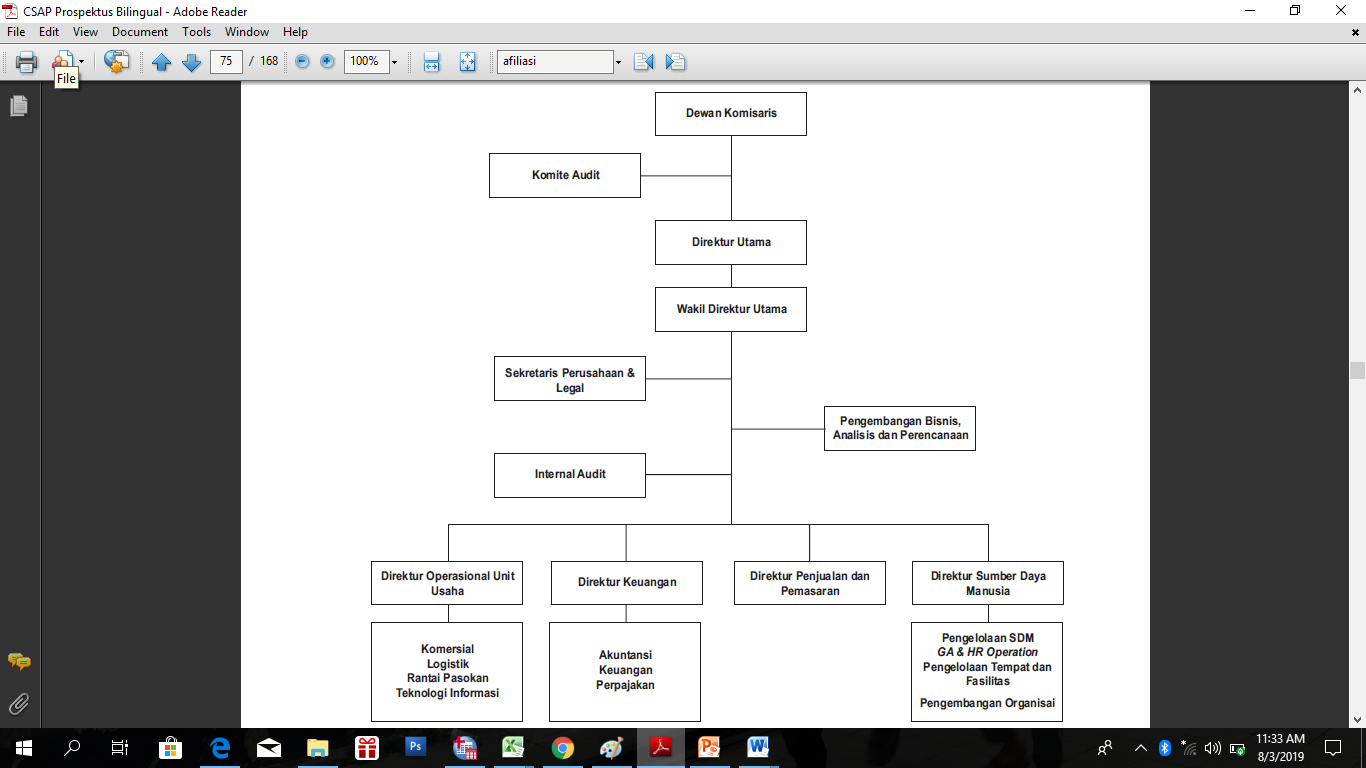 CSAP Prospektus Bilingual - Adobe Reader
File Edit View Document Tools Window Help
75 / 168 100% afiliasi
File
Dewan Komisaris
Komite Audit
Direktur Utama
Wakil Direktur Utama
Sekretaris Perusahaan &
Legal
Pengembangan Bisnis,
Analisis dan Perencanaan
Internal Audit
Direktur Operasional Unit
Usaha
Direktur Keuangan
Direktur Penjualan dan
Pemasaran
Direktur Sumber Daya
Manusia
Komersial
Logistik
Rantai Pasokan
Teknologi Informasi
Akuntansi
Keuangan
Perpajakan
Pengelolaan SDM
GA & HR Operation
Pengelolaan Tempat dan
Fasilitas
Pengembangan Organisai
Ps
11:33 AM
8/3/2019